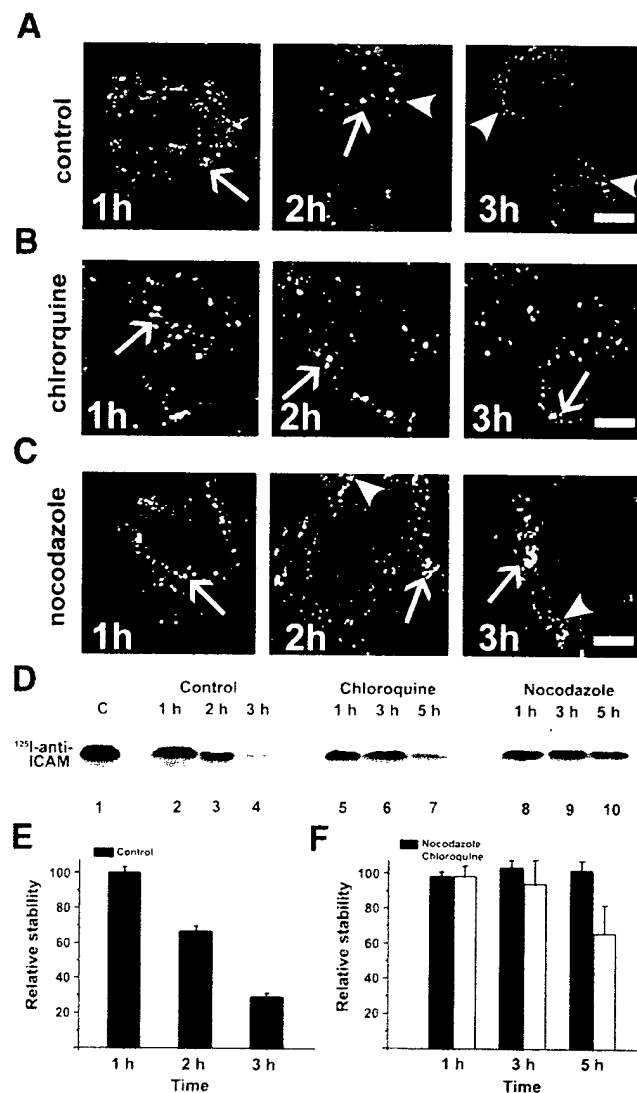 A
control
1h 2h 3h
B
chlrorquine
1h 2h 3h
C
nocodazole
1h 2h 3h
D
Control Chloroquine Nocodazole
C 1 h 2 h 3 h 1 h 3 h 5 h 1 h 3 h 5 h
125I-anti-
ICAM
1 2 3 4 5 6 7 8 9 10
E
Control
Relative stability
100
60
40
20
1 h 2 h 3 h
Time
F
Nocodazole
Chloroquine
Relative stability
100
80
60
40
20
1 h 3 h 5 h
Time